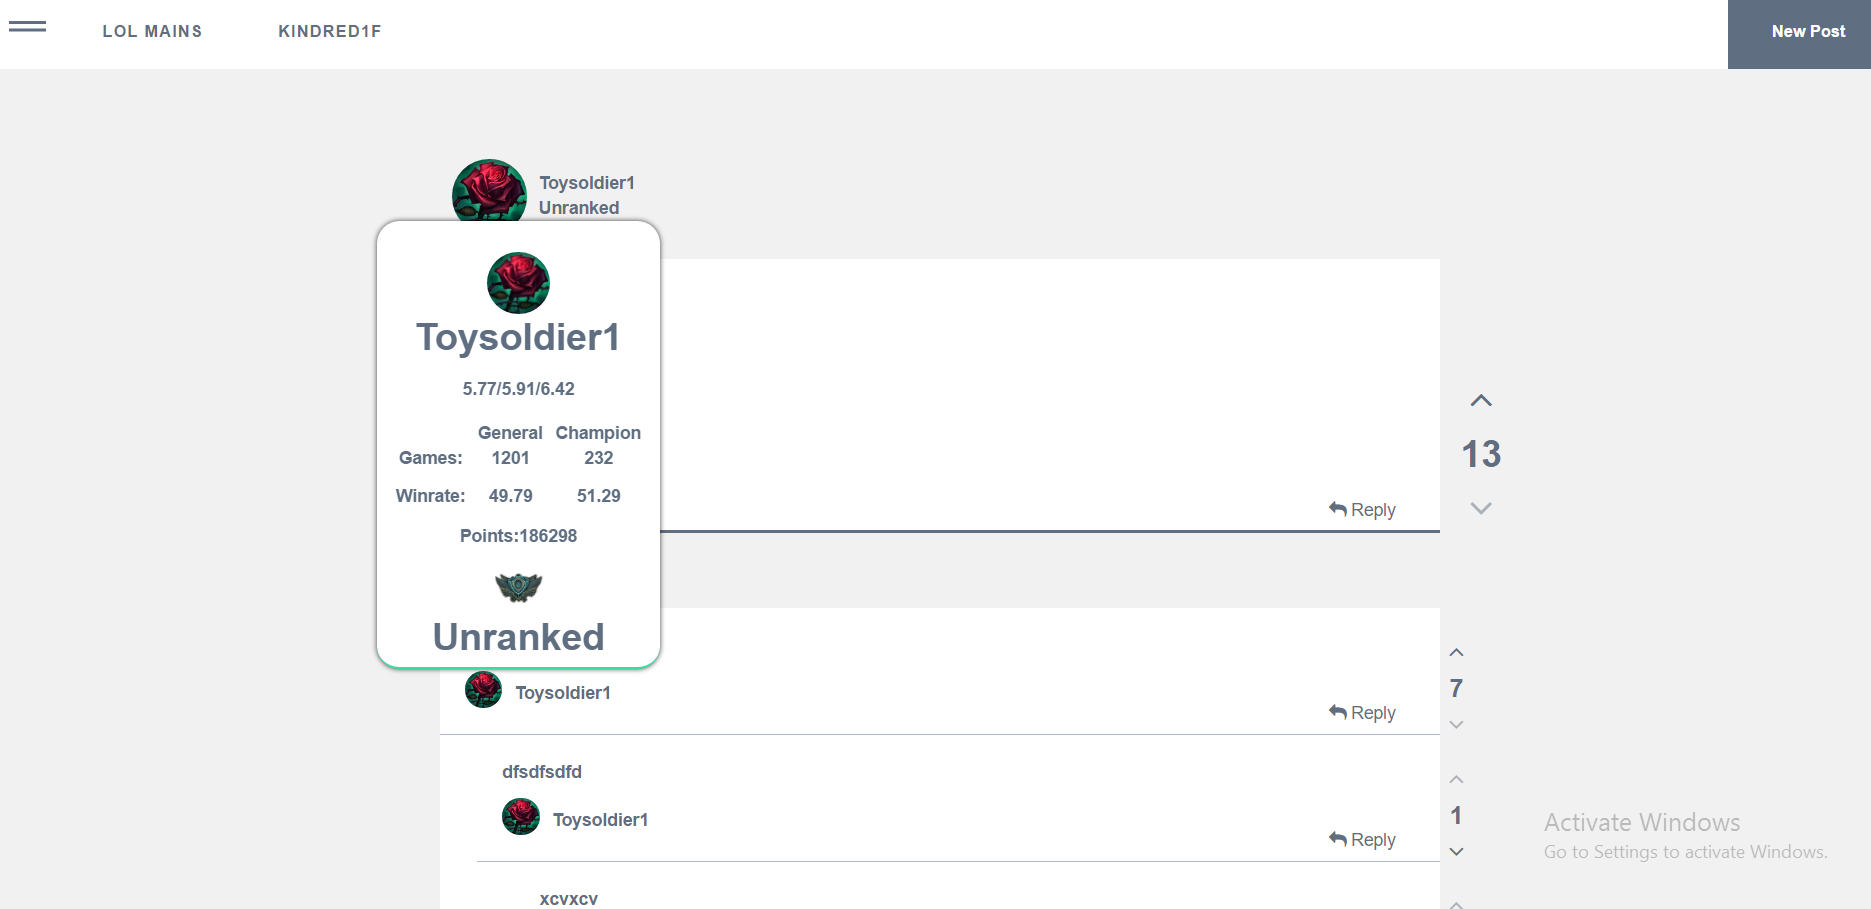 LOL MAINS
KINDRED1F
New Post
Toysoldier1
Unranked
Toysoldier1
5.77/5.91/6.42
General Champion
Games: 1201 232
Winrate: 49.79 51.29
Points:186298
Unranked
Reply
13
Toysoldier1
Reply
7
dfsdfsdfd
Toysoldier1
Reply
1
xcvxcv
Activate Windows
Go to Settings to activate Windows.